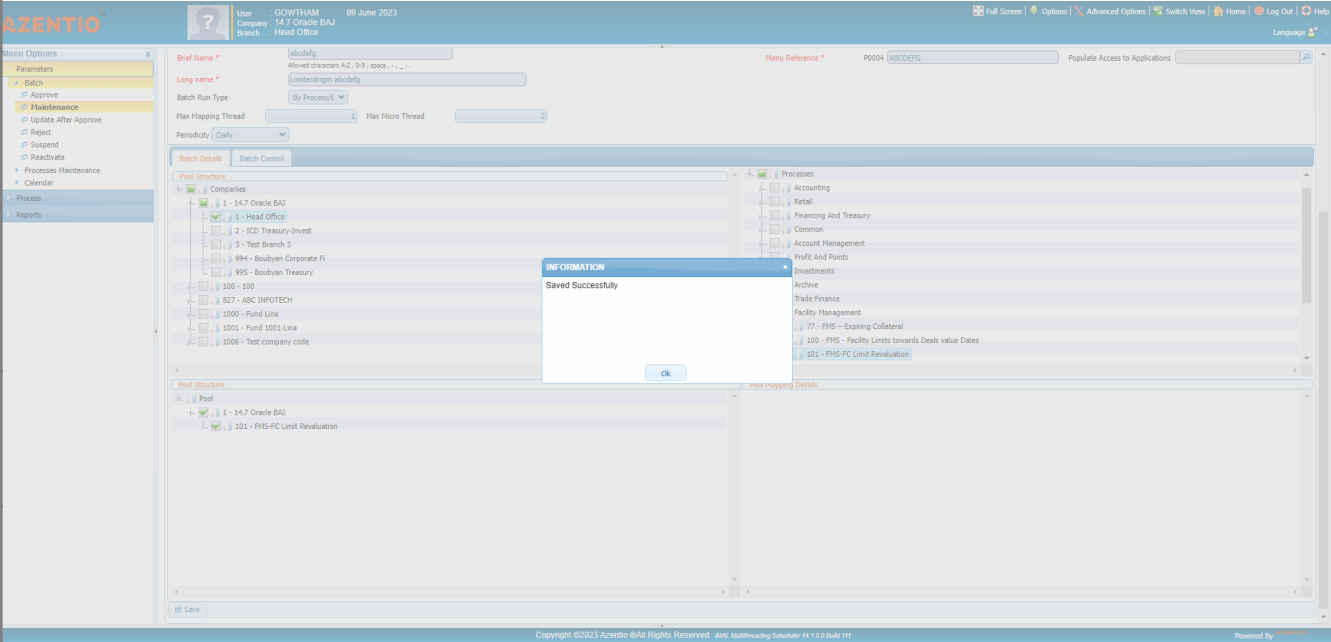 AZENTIO™
User : GOWTHAM 09 June 2023
Company : 14.7 Oracle BAJ
Branch : Head Office
Full Screen | Options | Advanced Options | Switch View | Home | Log Out | Help
Language
Menu Options
Parameters
Batch
Approve
Maintenance
Update After Approve
Reject
Suspend
Reactivate
Processes Maintenance
Calendar
Process
Reports
Brief Name * abcdefg
Allowed characters A-Z , 0-9 , space , - , _ , .
Menu Reference * P0004 ABCDEFG Populate Access to Applications
Long name * Limiterdrrgm abcdefg
Batch Run Type By Process/E
Max Mapping Thread 1 Max Micro Thread 2
Periodicity Daily
Batch Details Batch Control
Pool Structure
Companies
1 - 14.7 Oracle BAJ
1 - Head Office
2 - ICD Treasury-Invest
3 - Test Branch 3
994 - Boubyan Corporate Fi
995 - Boubyan Treasury
100 - 100
827 - ABC INFOTECH
1000 - Fund Lina
1001 - Fund 1001-Lina
1006 - Test company code
Processes
Accounting
Retail
Financing And Treasury
Common
Account Management
Profit And Points
Investments
Archive
Trade Finance
Facility Management
77 - FMS – Expiring Collateral
100 - FMS - Facility Limits towards Deals value Dates
101 - FMS-FC Limit Revaluation
INFORMATION ×
Saved Successfully
Ok
Pool Structure
Pool
1 - 14.7 Oracle BAJ
101 - FMS-FC Limit Revaluation
Pool Mapping Details
Save
Copyright ©2023 Azentio ®All Rights Reserved iMAL Multithreading Scheduler 14.1.0.0 Build 111
Powered By